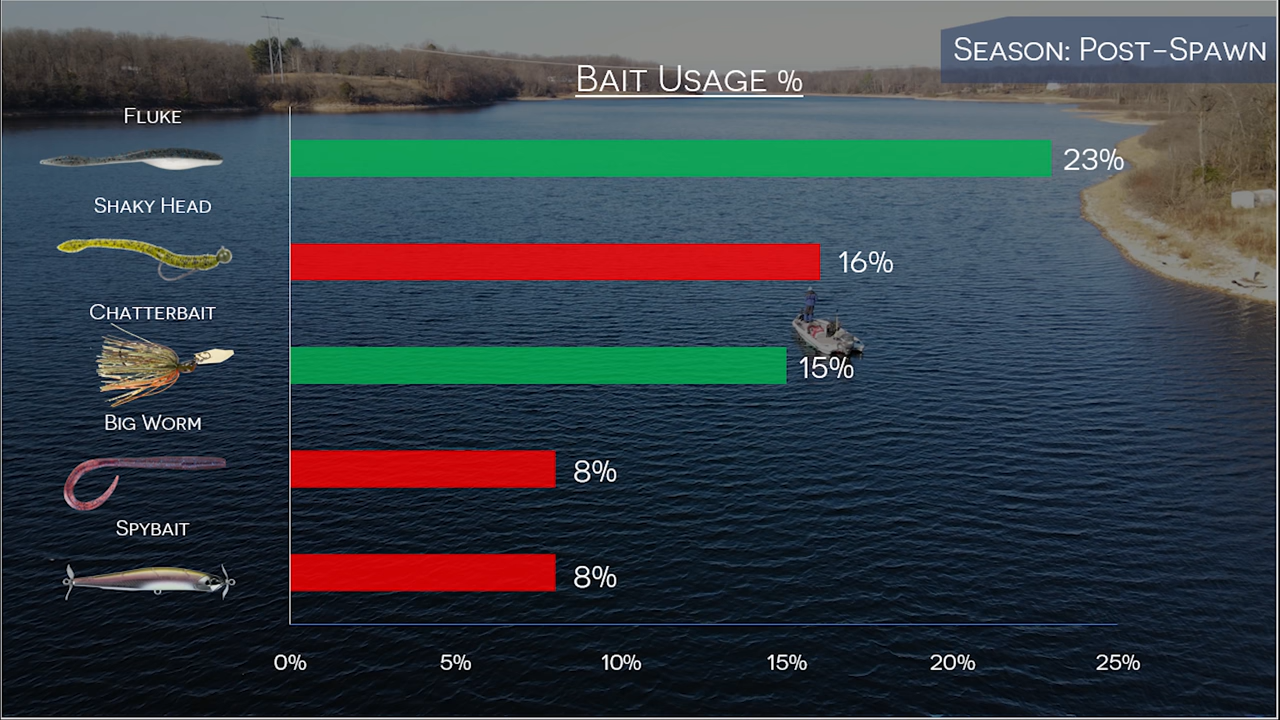 Season: Post-Spawn
Bait Usage %
Fluke
23%
Shaky Head
16%
Chatterbait
15%
Big Worm
8%
Spybait
8%
0% 5% 10% 15% 20% 25%